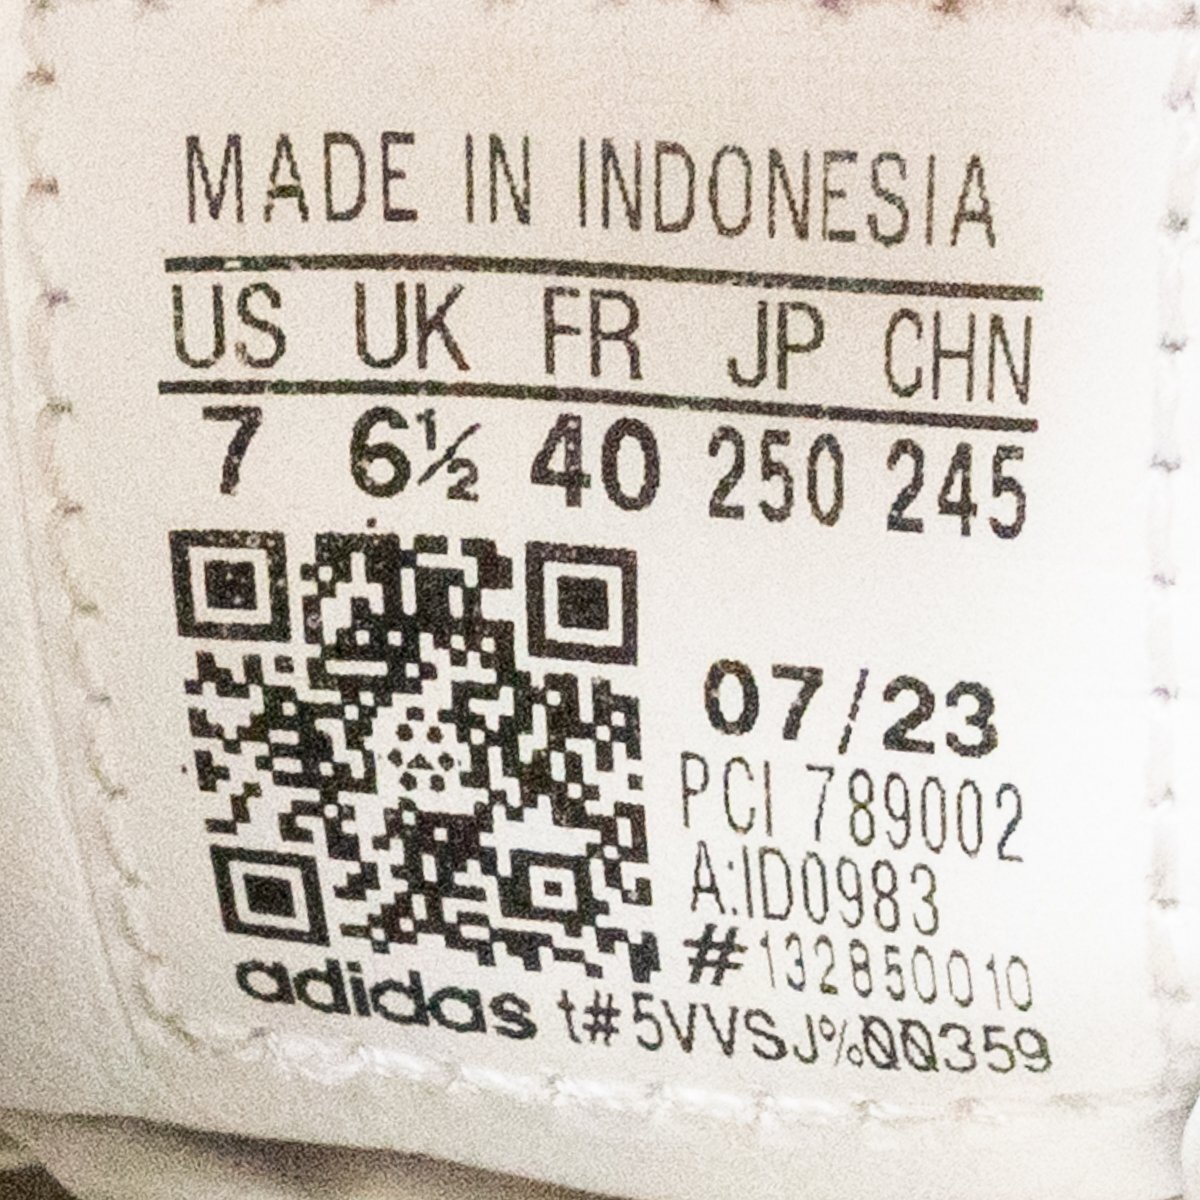 MADE IN INDONESIA
US UK FR JP CHN
7 6½ 40 250 245
07/23
PCI 789002
A:ID0983
#132850010
adidas t#5VVSJ%00359